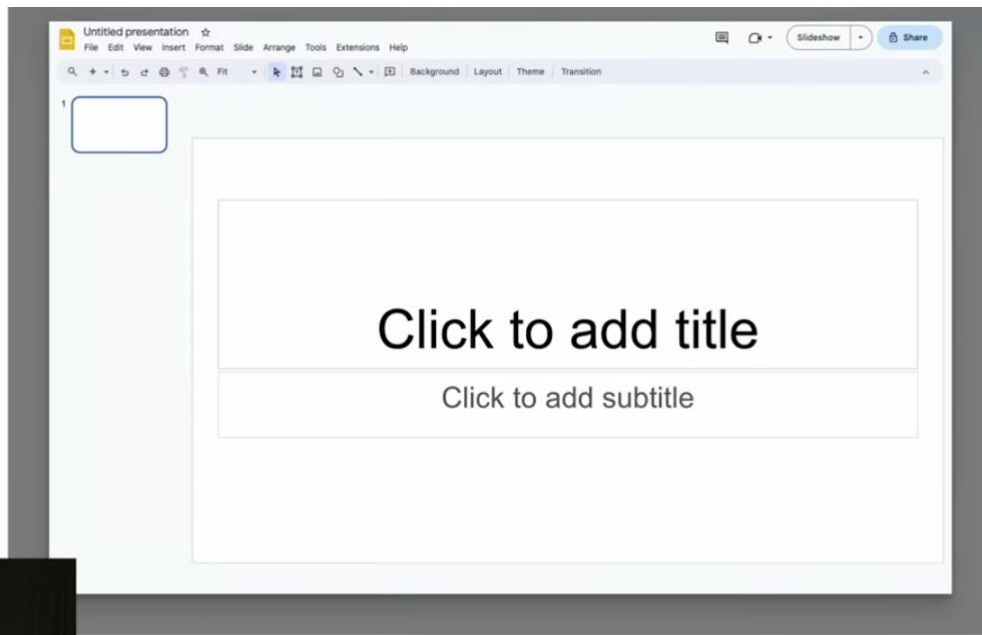 Untitled presentation
File Edit View Insert Format Slide Arrange Tools Extensions Help
Slideshow
Share
Fit
Background Layout Theme Transition
1
Click to add title
Click to add subtitle